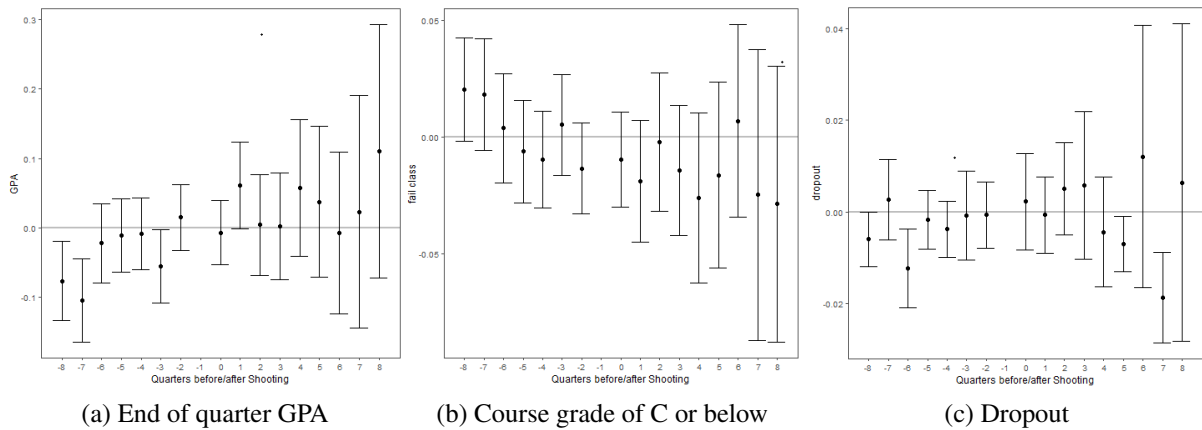 0.3
0.2
0.1
0.0
-0.1
GPA
-8 -7 -6 -5 -4 -3 -2 -1 0 1 2 3 4 5 6 7 8
Quarters before/after Shooting
(a) End of quarter GPA
0.05
0.00
-0.05
fail class
-8 -7 -6 -5 -4 -3 -2 -1 0 1 2 3 4 5 6 7 8
Quarters before/after Shooting
(b) Course grade of C or below
0.04
0.02
0.00
-0.02
dropout
-8 -7 -6 -5 -4 -3 -2 -1 0 1 2 3 4 5 6 7 8
Quarters before/after Shooting
(c) Dropout